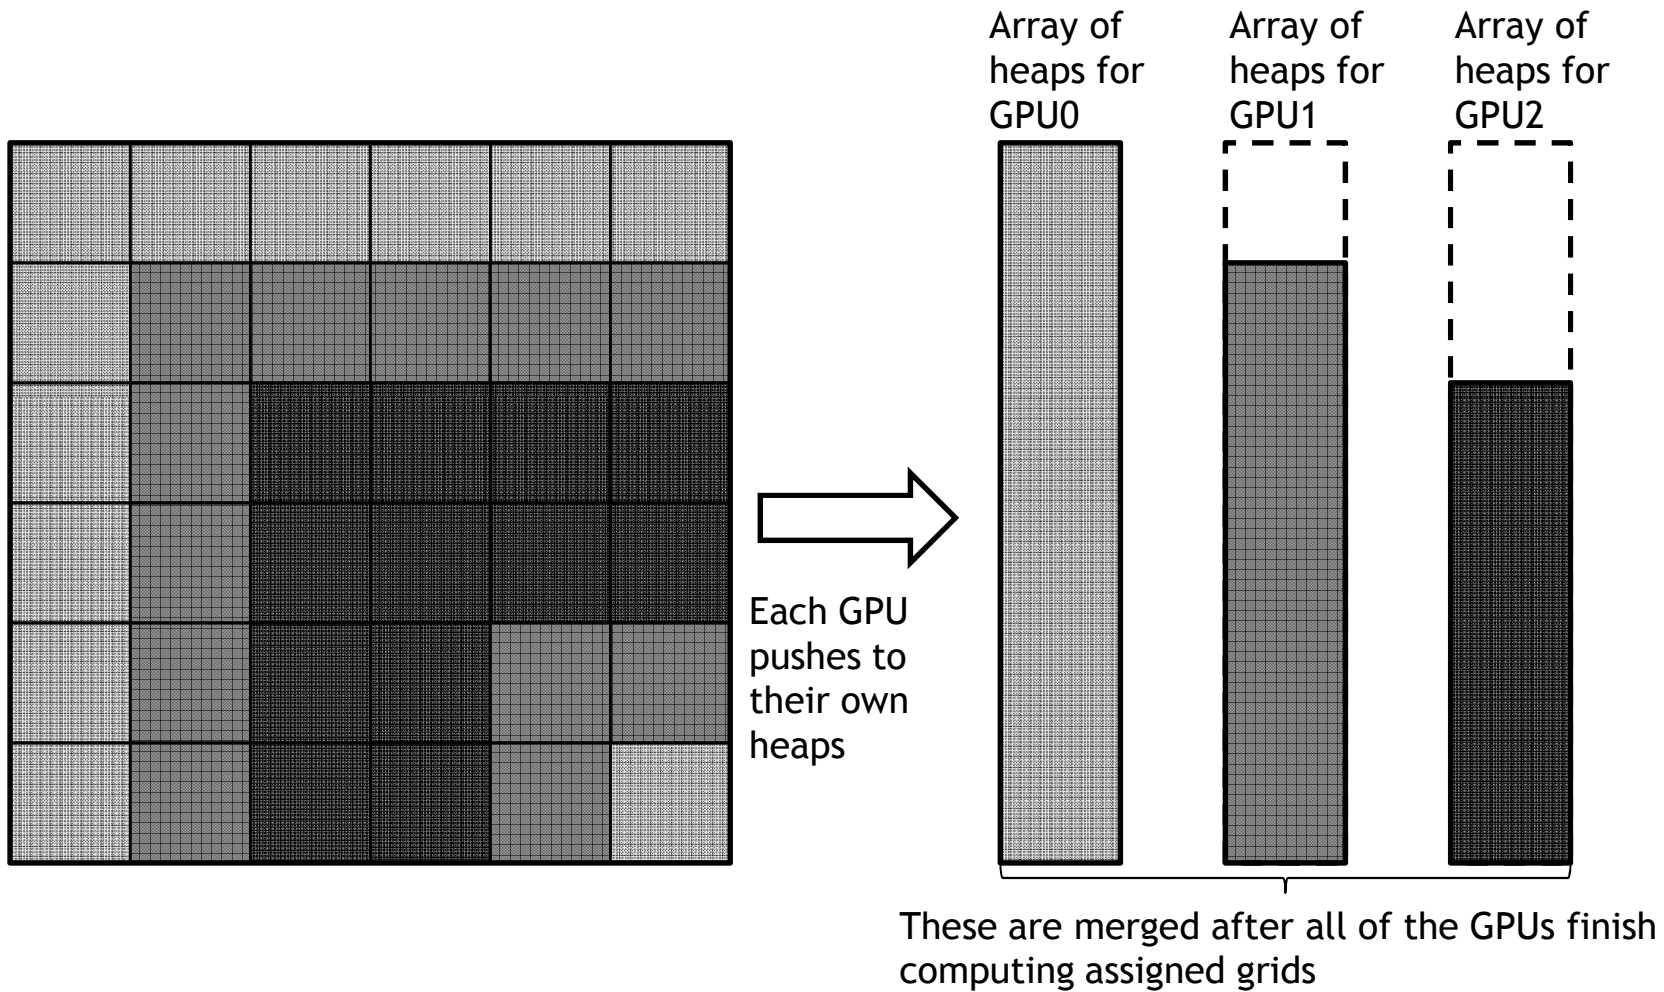 Array of
heaps for
GPU0
Array of
heaps for
GPU1
Array of
heaps for
GPU2
Each GPU
pushes to
their own
heaps
These are merged after all of the GPUs finish
computing assigned grids